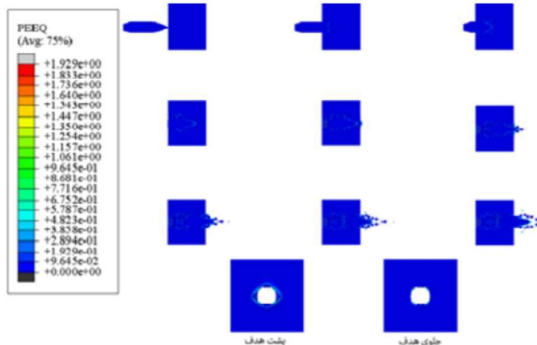 PEEQ
(Avg: 75%)
+1.929e+00
+1.833e+00
+1.736e+00
+1.640e+00
+1.543e+00
+1.447e+00
+1.350e+00
+1.254e+00
+1.157e+00
+1.061e+00
+9.645e-01
+8.681e-01
+7.716e-01
+6.752e-01
+5.787e-01
+4.823e-01
+3.858e-01
+2.894e-01
+1.929e-01
+9.645e-02
+0.000e+00
پشت هدف
جلوی هدف